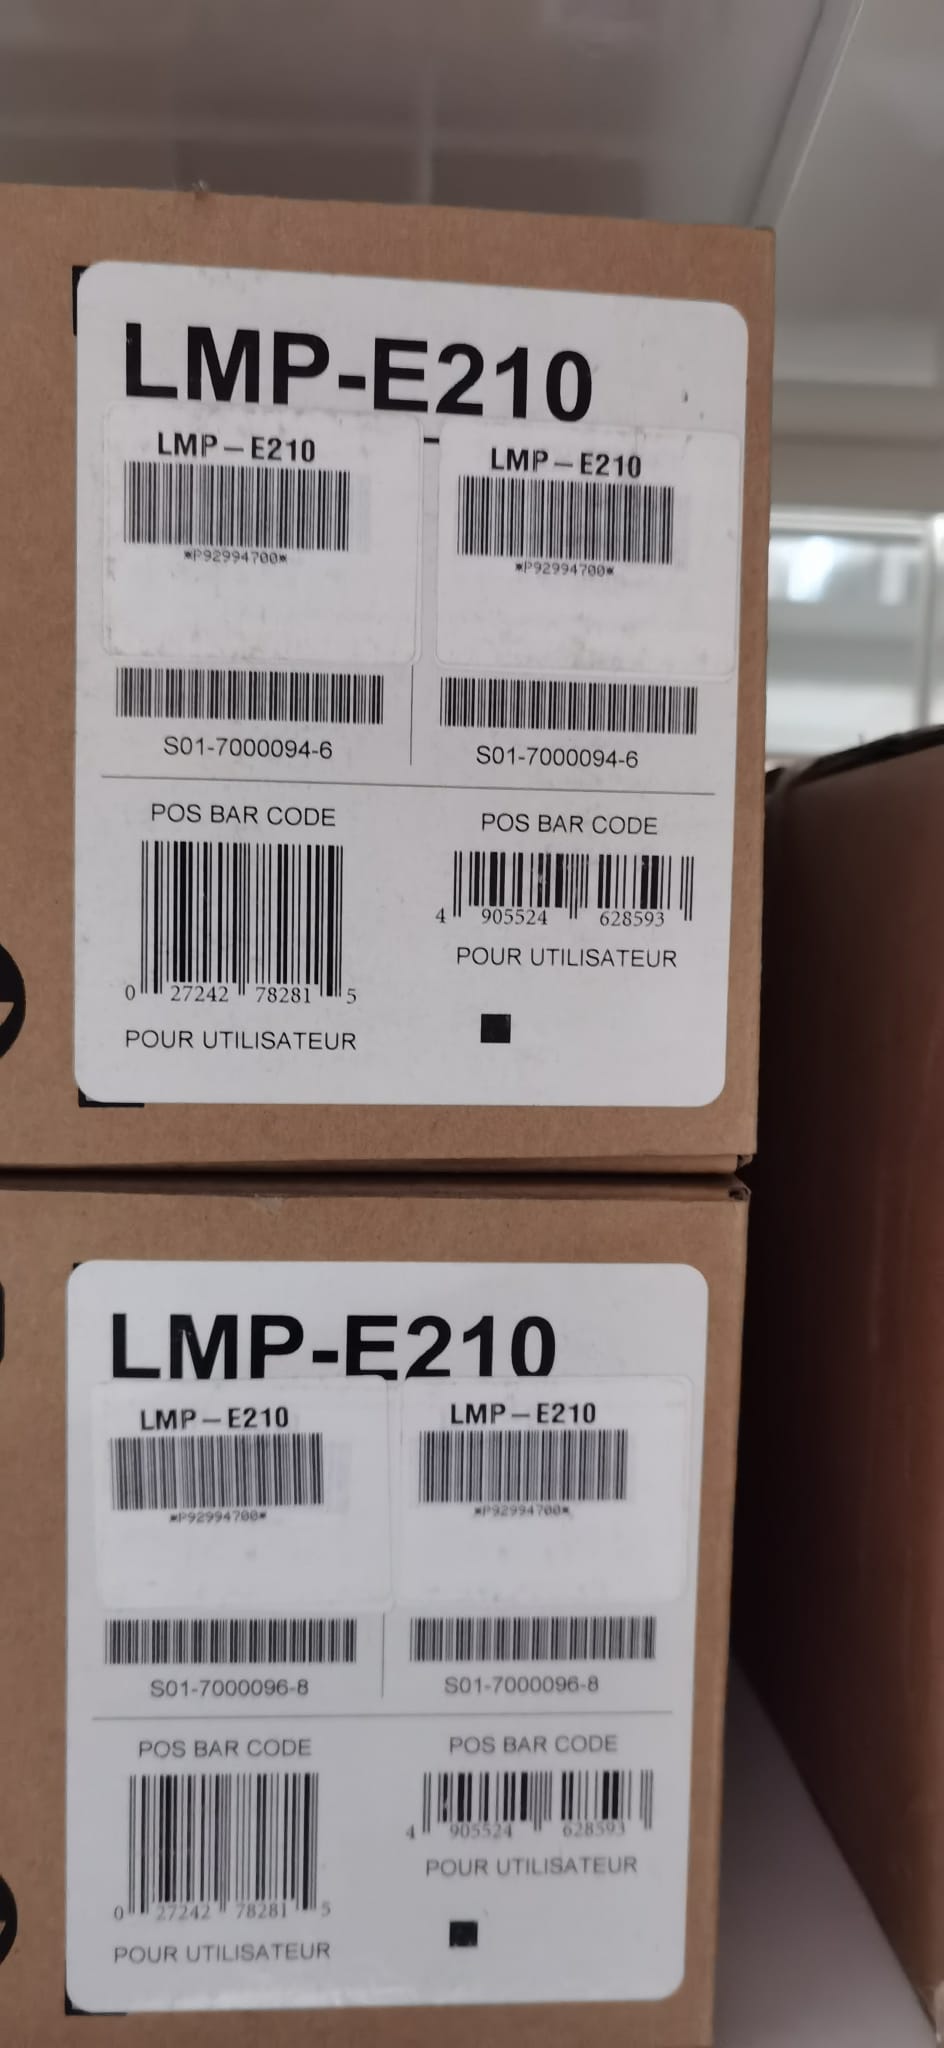 LMP-E210
LMP-E210
LMP-E210
*P92994700*
*P92994700*
S01-7000094-6
S01-7000094-6
POS BAR CODE
POS BAR CODE
4 905524 628593
POUR UTILISATEUR
0 27242 78281 5
POUR UTILISATEUR
LMP-E210
LMP-E210
LMP-E210
*P92994700*
*P92994700*
S01-7000096-8
S01-7000096-8
POS BAR CODE
POS BAR CODE
4 905524 628593
POUR UTILISATEUR
0 27242 78281 5
POUR UTILISATEUR